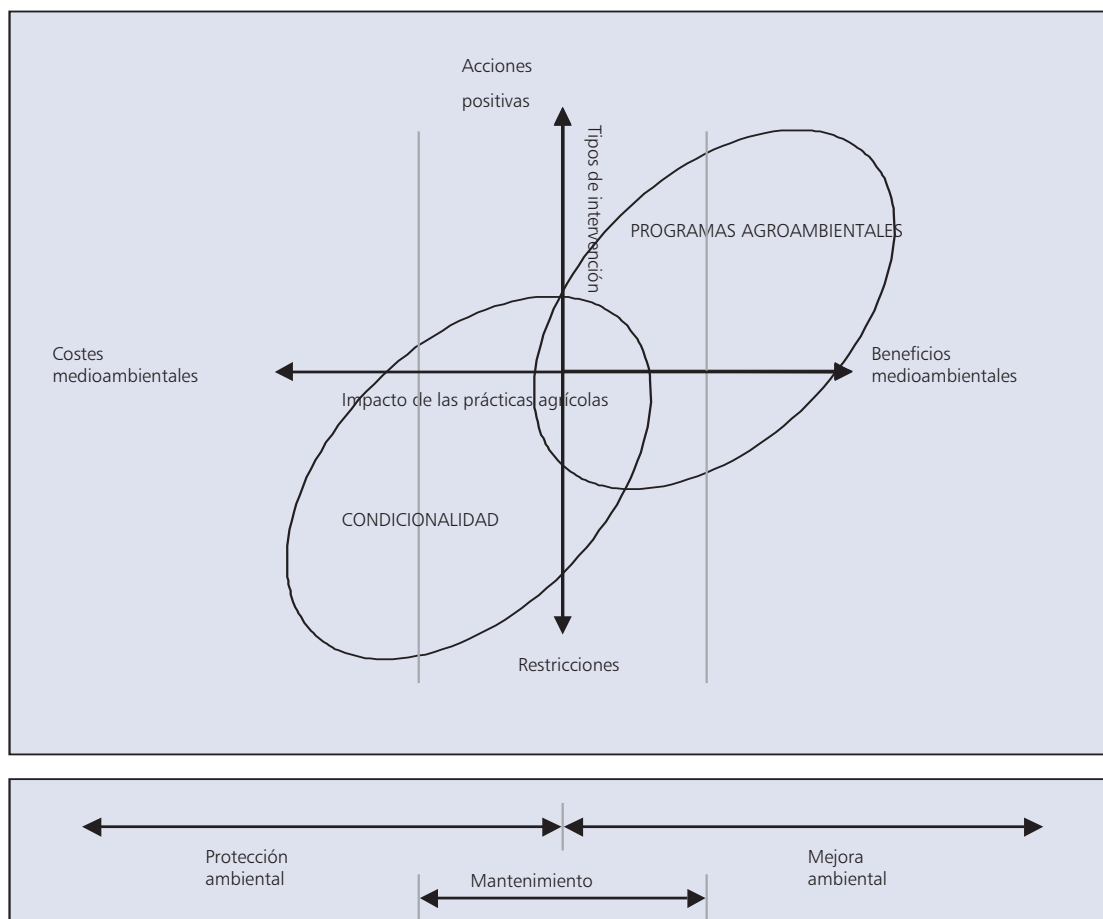 Acciones
positivas
Tipos de intervención
PROGRAMAS AGROAMBIENTALES
Costes
medioambientales
Beneficios
medioambientales
Impacto de las prácticas agrícolas
CONDICIONALIDAD
Restricciones
Protección
ambiental
Mejora
ambiental
Mantenimiento